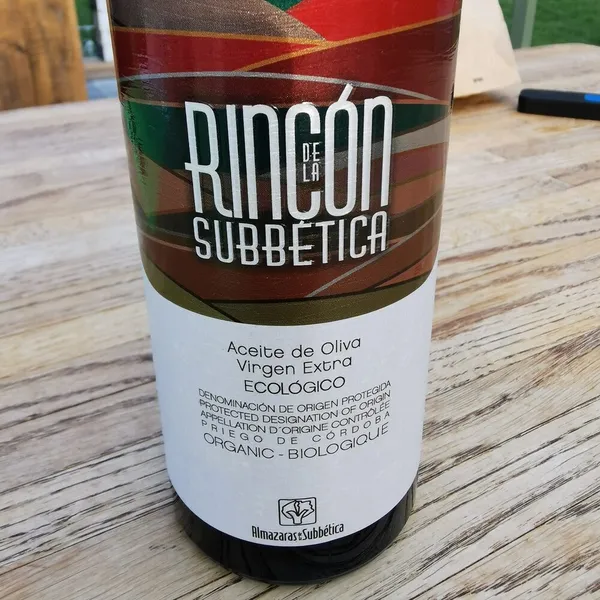 RINCÓN
DE
LA
SUBBÉTICA
Aceite de Oliva
Virgen Extra
ECOLÓGICO
DENOMINACIÓN DE ORIGEN PROTEGIDA
PROTECTED DESIGNATION OF ORIGIN
APPELLATION D'ORIGINE CONTRÔLÉE
PRIEGO DE CÓRDOBA
ORGANIC - BIOLOGIQUE
Almazaras de la Subbética